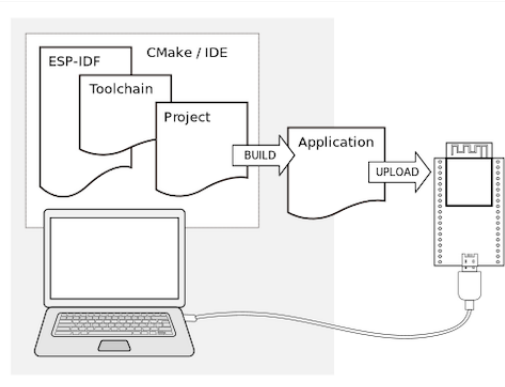 ESP-IDF
CMake / IDE
Toolchain
Project
BUILD
Application
UPLOAD